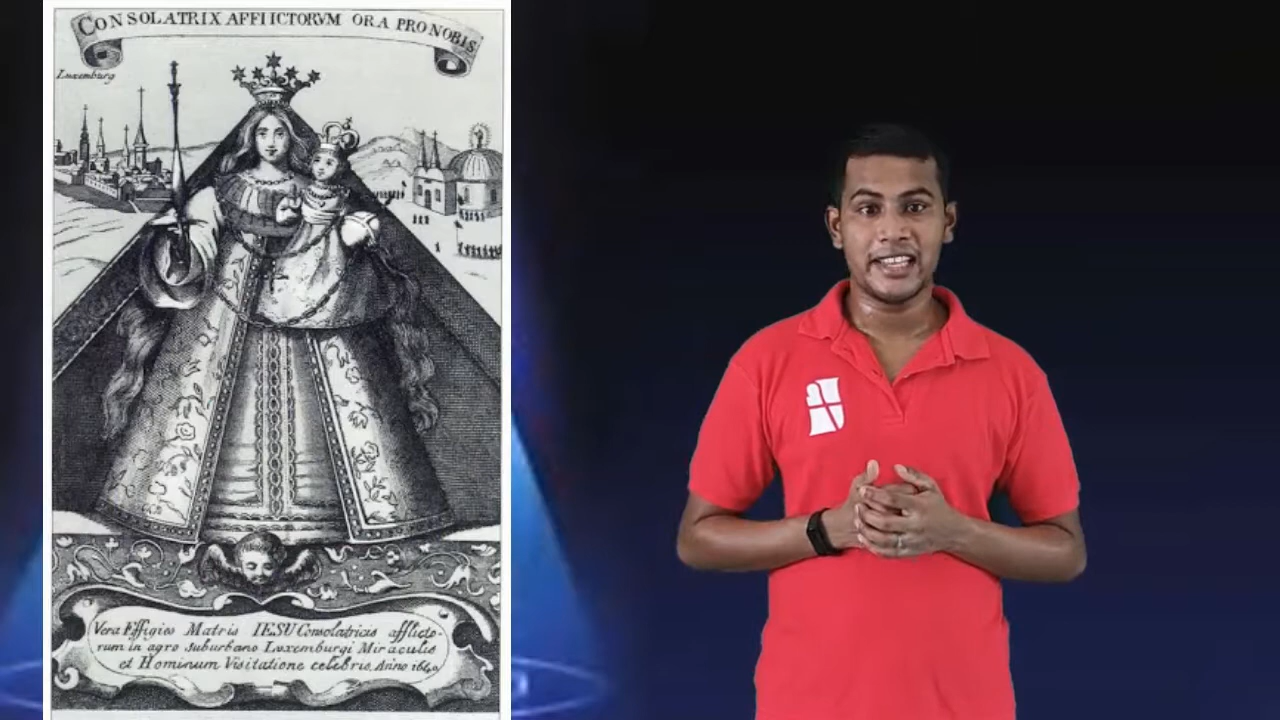 CONSOLATRIX AFFLICTORVM ORA PRO NOBIS
Luxemburg
Vera Effigies Matris IESU Consolatricis afflicto-
rum in agro suburbano Luxemburgi Miraculis
et Hominum Visitatione celebris, Anno 1640